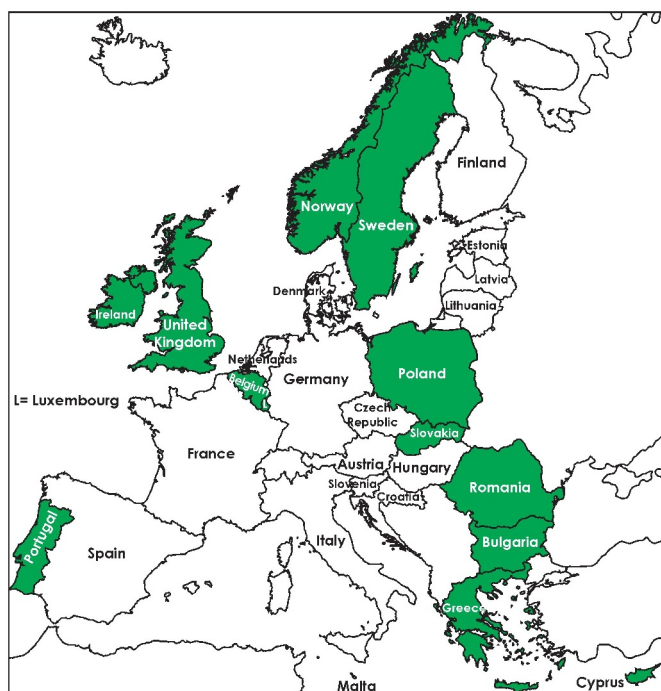 Finland
Norway
Sweden
Estonia
Latvia
Denmark
Lithuania
Ireland
United
Kingdom
Netherlands
Belgium
Germany
Poland
L= Luxembourg
Czech
Republic
Slovakia
France
Austria
Hungary
Slovenia
Romania
Croatia
Portugal
Spain
Italy
Bulgaria
Greece
Malta
Cyprus